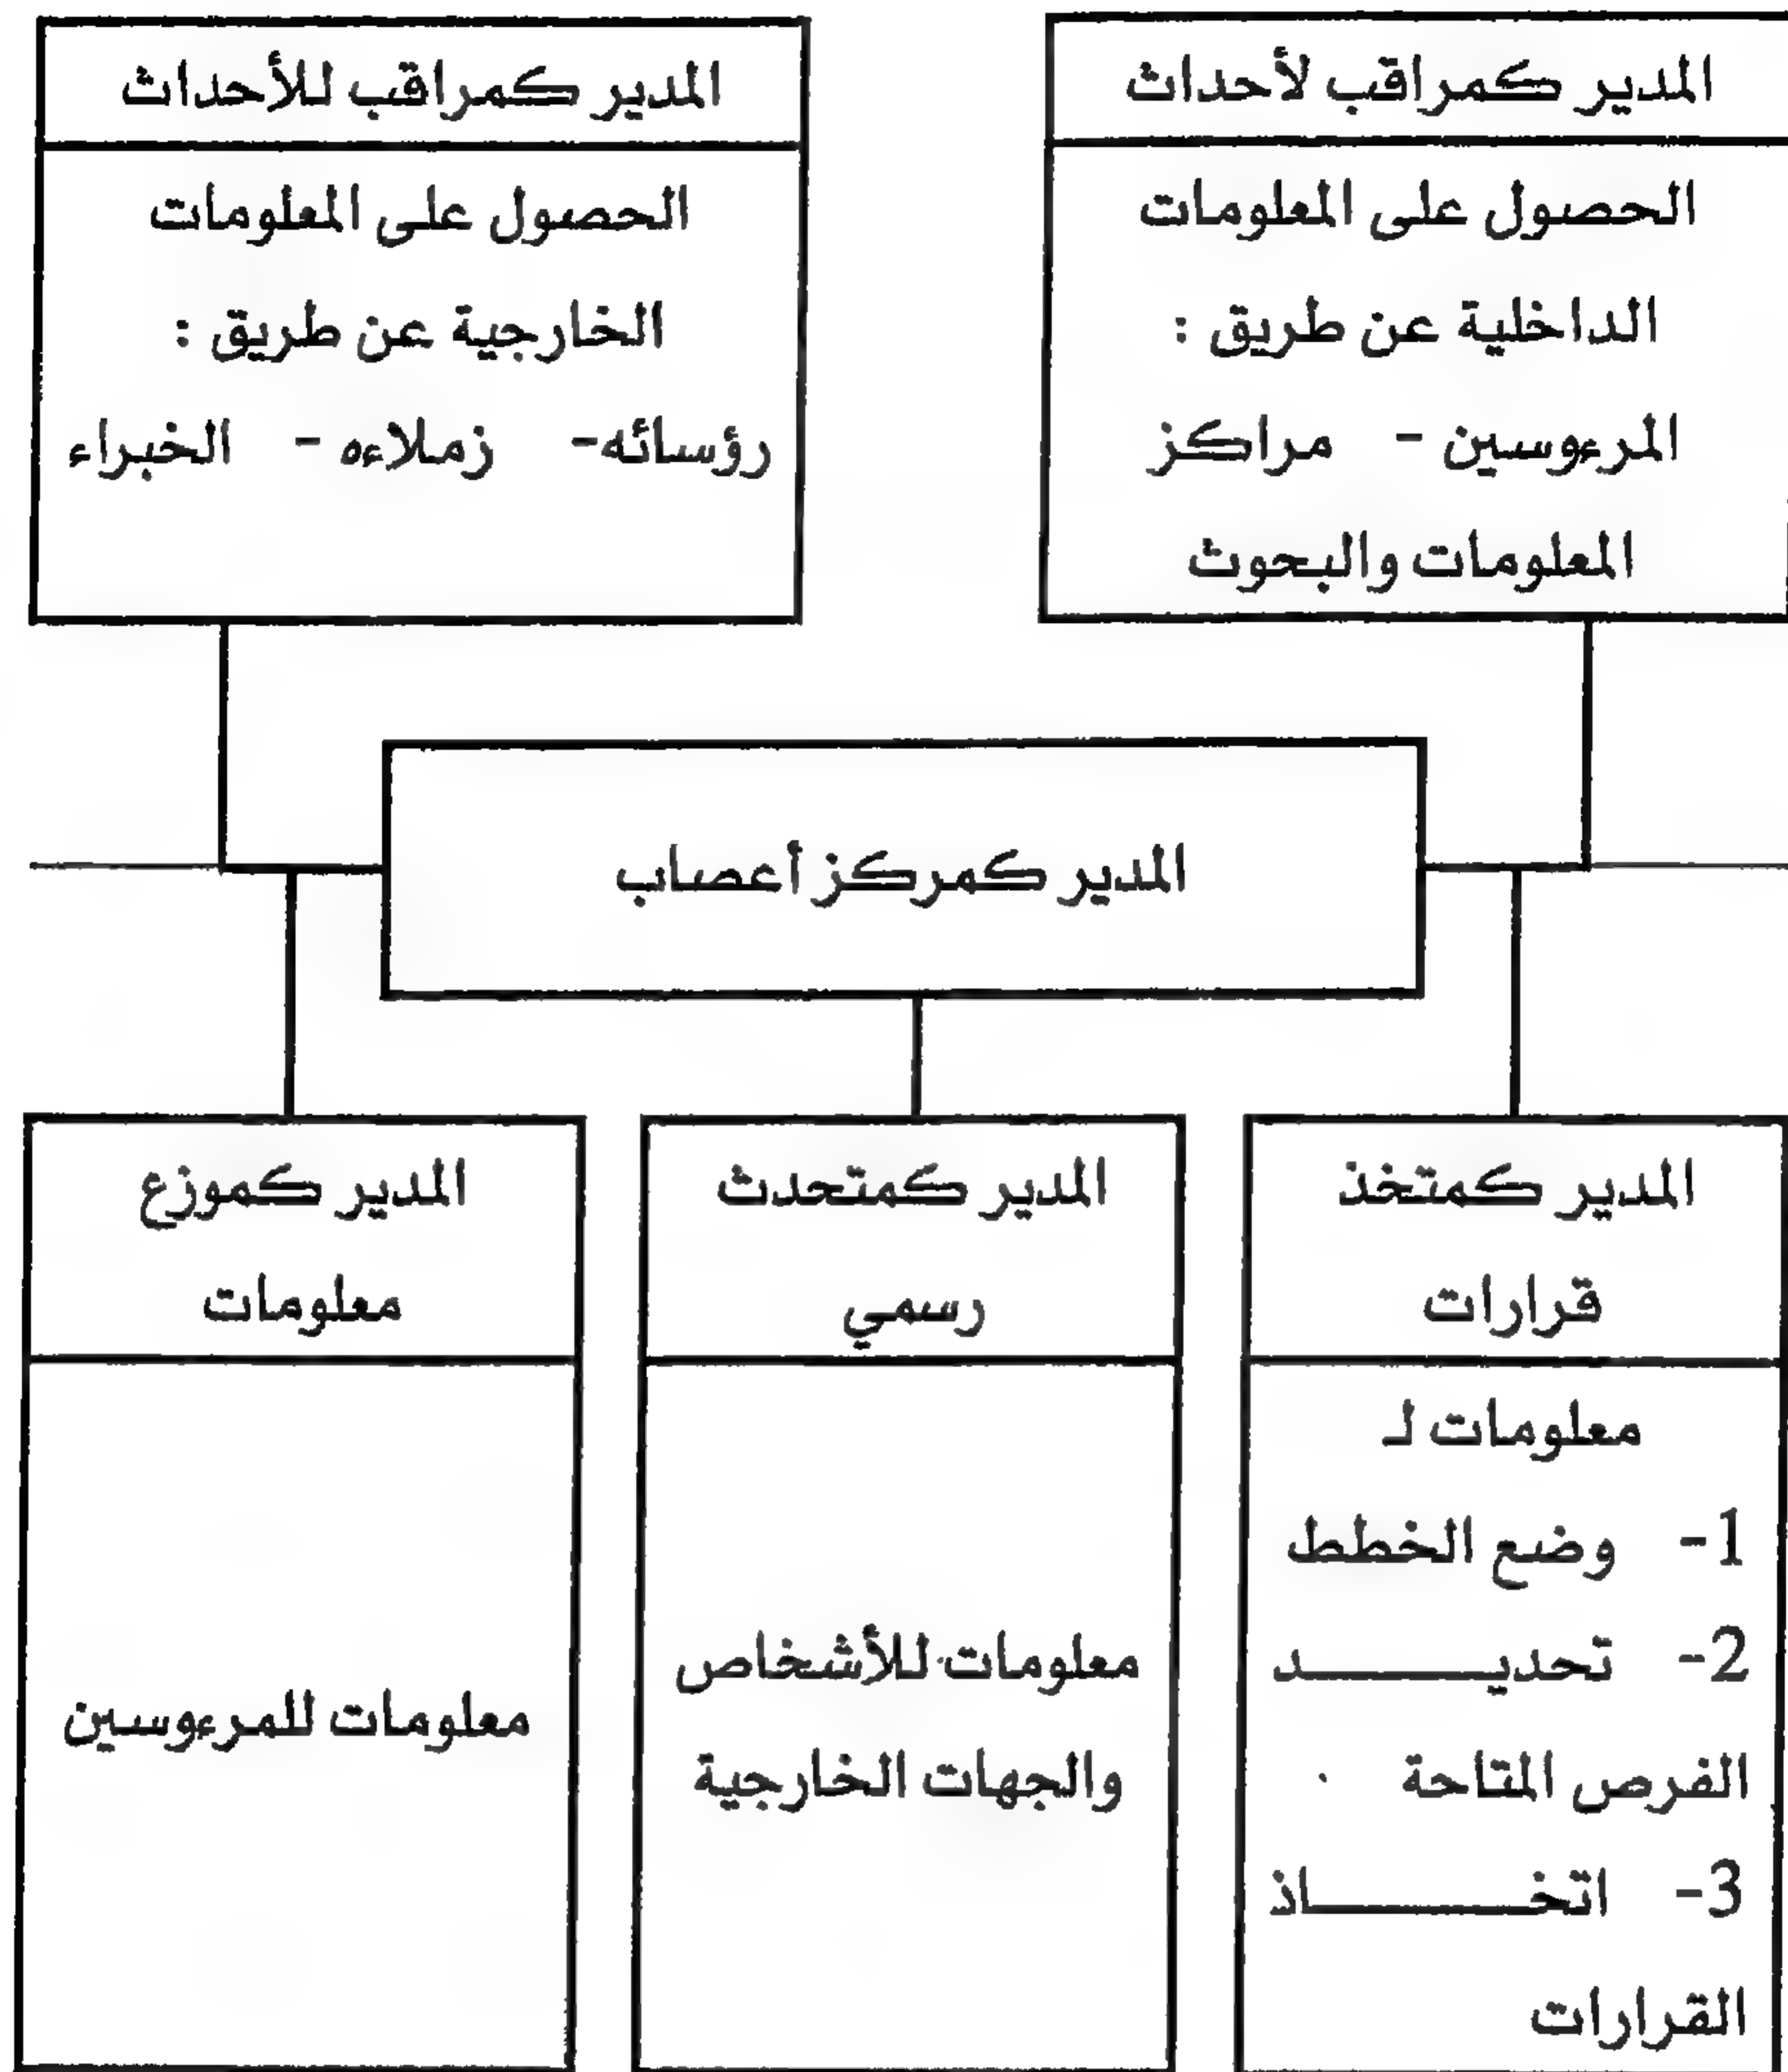 المدير كمراقب لأحداث
الحصول على المعلومات
الداخلية عن طريق :
المرءوسين - مراكز
المعلومات والبحوث
المدير كمراقب للأحداث
الحصول على المعلومات
الخارجية عن طريق :
رؤسائه- زملاءه - الخبراء
المدير كمركز أعصاب
المدير كمتخذ
قرارات
معلومات لـ
1- وضع الخطط
2- تحديـــــــد
الفرص المتاحة
3- اتخـــــــاذ
القرارات
المدير كمتحدث
رسمي
معلومات للأشخاص
والجهات الخارجية
المدير كموزع
معلومات
معلومات للمرءوسين